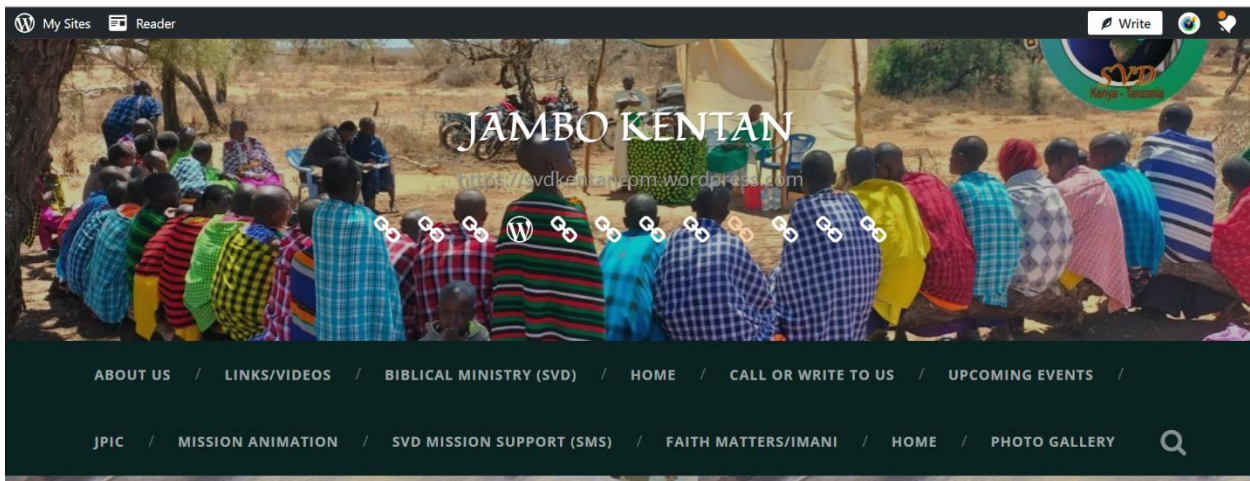 My Sites Reader Write
SVD
Kenya - Tanzania
JAMBO KENTAN
https://svdkentancpm.wordpress.com
ABOUT US / LINKS/VIDEOS / BIBLICAL MINISTRY (SVD) / HOME / CALL OR WRITE TO US / UPCOMING EVENTS /
JPIC / MISSION ANIMATION / SVD MISSION SUPPORT (SMS) / FAITH MATTERS/IMANI / HOME / PHOTO GALLERY